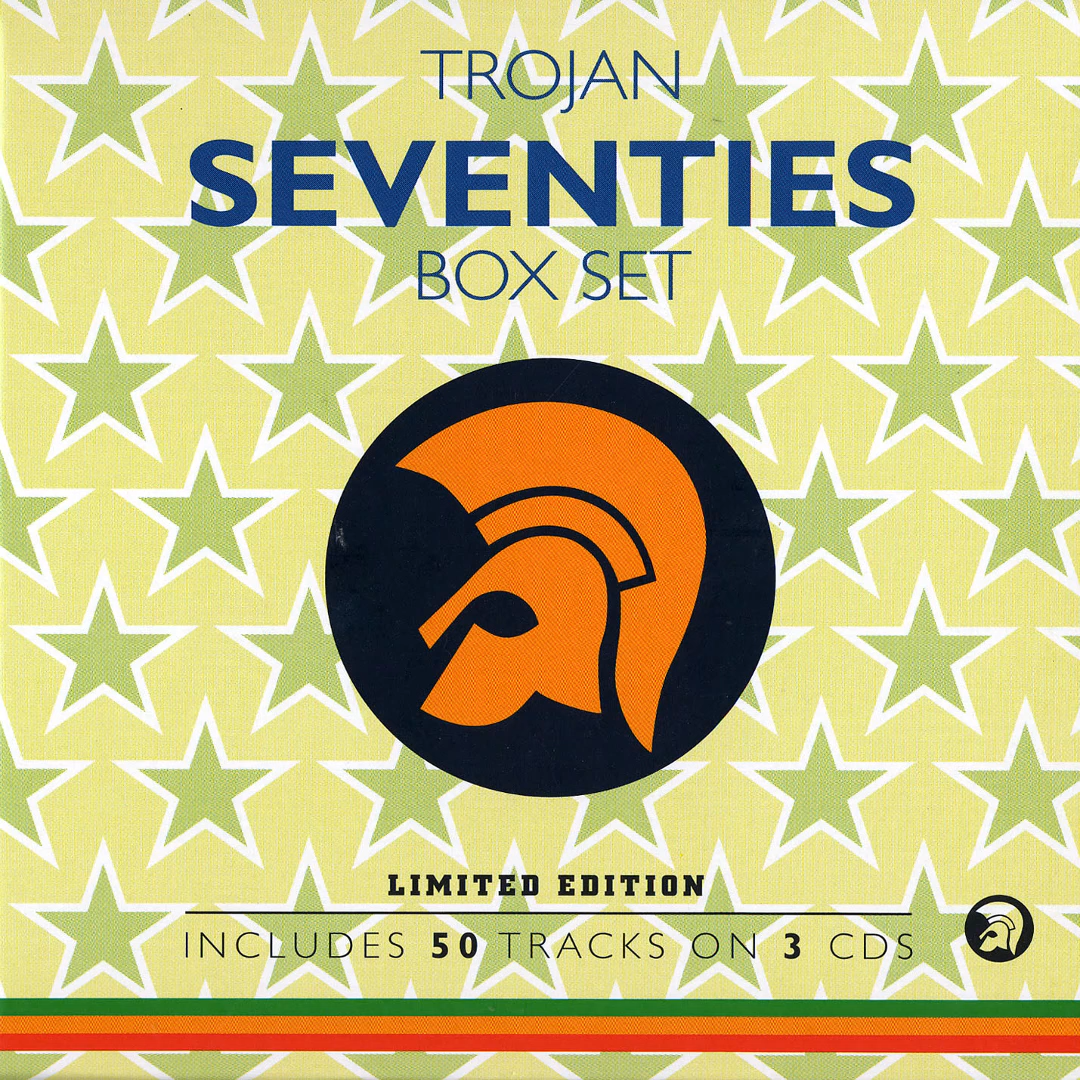 TROJAN
SEVENTIES
BOX SET
LIMITED EDITION
INCLUDES 50 TRACKS ON 3 CDS